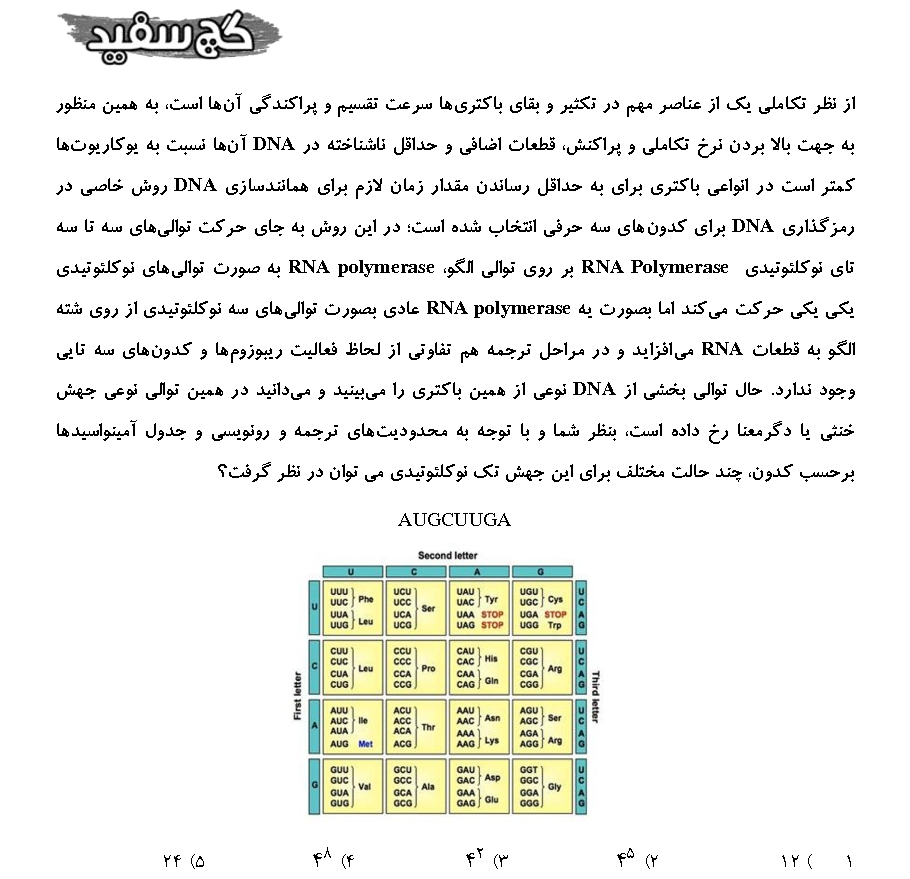 گچ سفید
از نظر تکاملی یک از عناصر مهم در تکثیر و بقای باکتری‌ها سرعت تقسیم و پراکندگی آن‌ها است، به همین منظور
به جهت بالا بردن نرخ تکاملی و پراکنش، قطعات اضافی و حداقل ناشناخته در DNA آن‌ها نسبت به یوکاریوت‌ها
کمتر است در انواعی باکتری برای به حداقل رساندن مقدار زمان لازم برای همانندسازی DNA روش خاصی در
رمزگذاری DNA برای کدون‌های سه حرفی انتخاب شده است؛ در این روش به جای حرکت توالی‌های سه تا سه
تای نوکلئوتیدی RNA Polymerase بر روی توالی الگو، RNA polymerase به صورت توالی‌های نوکلئوتیدی
یکی یکی حرکت می‌کند اما بصورت یه RNA polymerase عادی بصورت توالی‌های سه نوکلئوتیدی از روی شته
الگو به قطعات RNA می‌افزاید و در مراحل ترجمه هم تفاوتی از لحاظ فعالیت ریبوزوم‌ها و کدون‌های سه تایی
وجود ندارد. حال توالی بخشی از DNA نوعی از همین باکتری را می‌بینید و می‌دانید در همین توالی نوعی جهش
خنثی یا دگرمعنا رخ داده است، بنظر شما و با توجه به محدودیت‌های ترجمه و رونویسی و جدول آمینواسیدها
برحسب کدون، چند حالت مختلف برای این جهش تک نوکلئوتیدی می توان در نظر گرفت؟
AUGCUUGA
Second letter
U C A G
First letter
U
UUU UUC Phe UUA UUG Leu
UCU UCC UCA UCG Ser
UAU UAC Tyr UAA STOP UAG STOP
UGU UGC Cys UGA STOP UGG Trp
U C A G
C
CUU CUC CUA CUG Leu
CCU CCC CCA CCG Pro
CAU CAC His CAA CAG Gln
CGU CGC CGA CGG Arg
U C A G
A
AUU AUC AUA Ile AUG Met
ACU ACC ACA ACG Thr
AAU AAC Asn AAA AAG Lys
AGU AGC Ser AGA AGG Arg
U C A G
G
GUU GUC GUA GUG Val
GCU GCC GCA GCG Ala
GAU GAC Asp GAA GAG Glu
GGT GGC GGA GGG Gly
U C A G
Third letter
۱ ) ۱۲ ۲) ۴⁵ ۳) ۴² ۴) ۴⁸ ۵) ۲۴